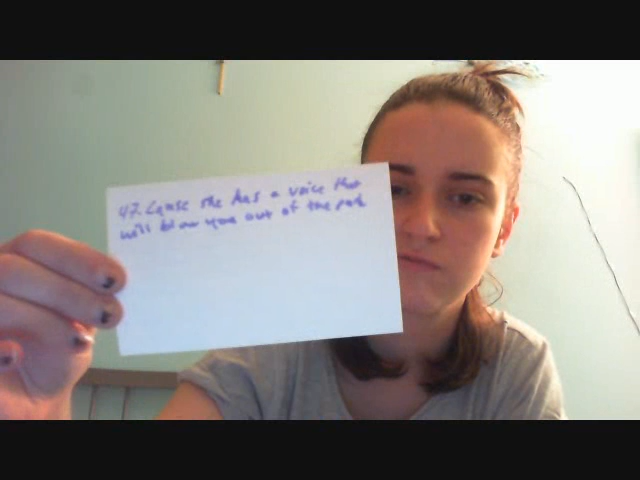 47. Cause she has a voice that
will blow you out of the park